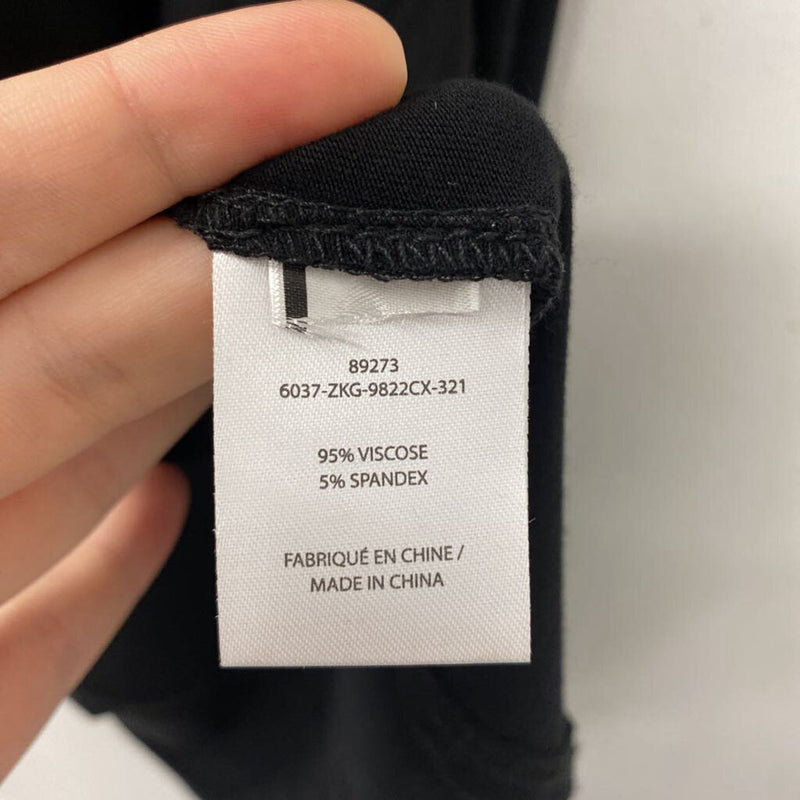 89273
6037-ZKG-9822CX-321
95% VISCOSE
5% SPANDEX
FABRIQUÉ EN CHINE /
MADE IN CHINA